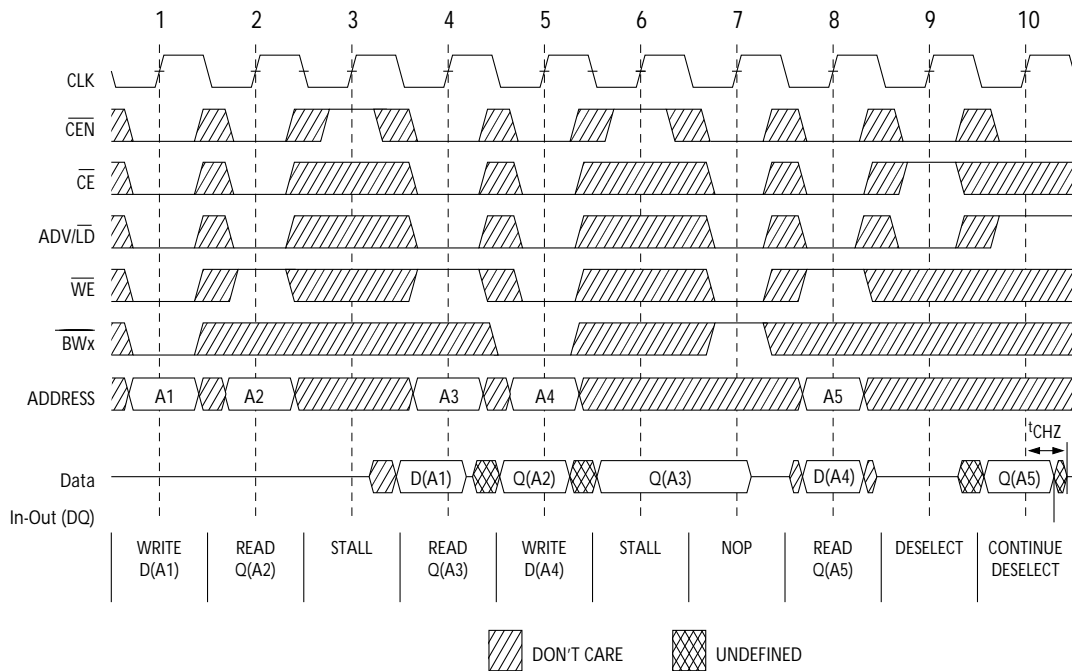 1 2 3 4 5 6 7 8 9 10
CLK
CEN
CE
ADV/LD
WE
BWx
ADDRESS A1 A2 A3 A4 A5
tCHZ
Data D(A1) Q(A2) Q(A3) D(A4) Q(A5)
In-Out (DQ)
WRITE READ STALL READ WRITE STALL NOP READ DESELECT CONTINUE
D(A1) Q(A2) Q(A3) D(A4) Q(A5) DESELECT
DON'T CARE UNDEFINED